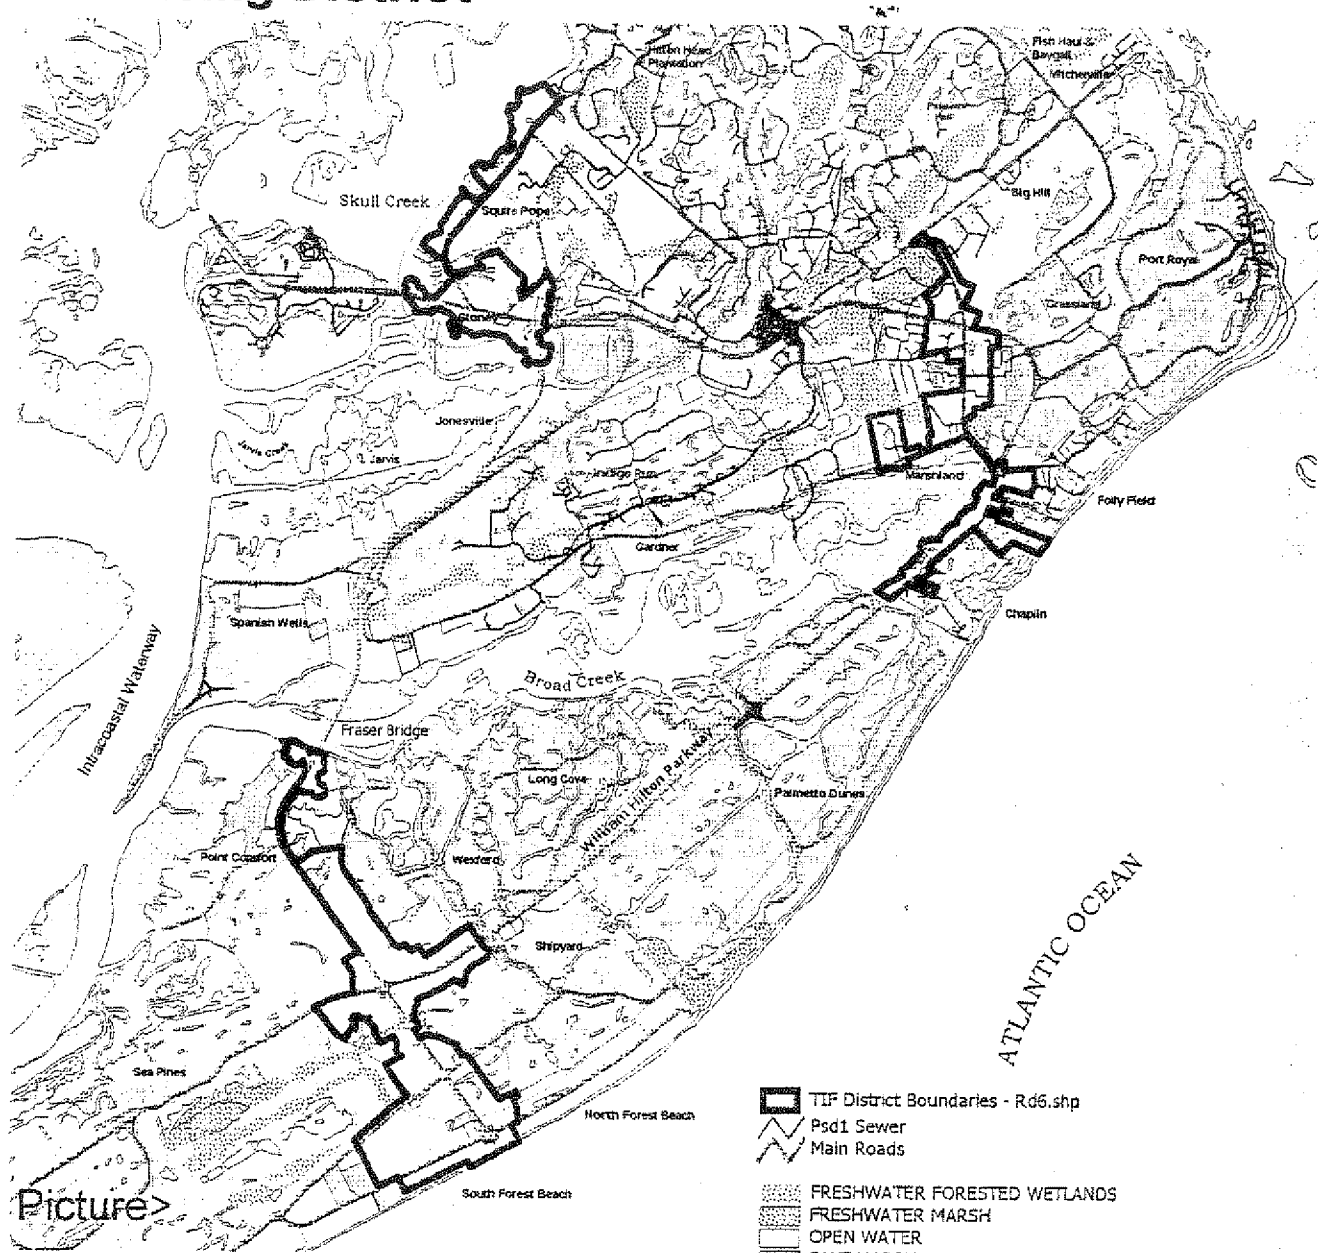 Hilton Head
Plantation
Fish Haul &
Baygall
Mitcherville
Palmetto
Skull Creek
Squire Pope
Big Hill
Port Royal
Grassland
Stoney
Jonesville
Jarvis Creek
Jarvis
Indigo Run
Marshland
Folly Field
Gardner
Chaplin
Spanish Wells
Broad Creek
Intracoastal Waterway
Fraser Bridge
Long Cove
William Hilton Parkway
Palmetto Dunes
Point Comfort
Wexford
Shipyard
ATLANTIC OCEAN
Sea Pines
North Forest Beach
South Forest Beach
Picture>
TIF District Boundaries - Rd6.shp
Psd1 Sewer
Main Roads
FRESHWATER FORESTED WETLANDS
FRESHWATER MARSH
OPEN WATER